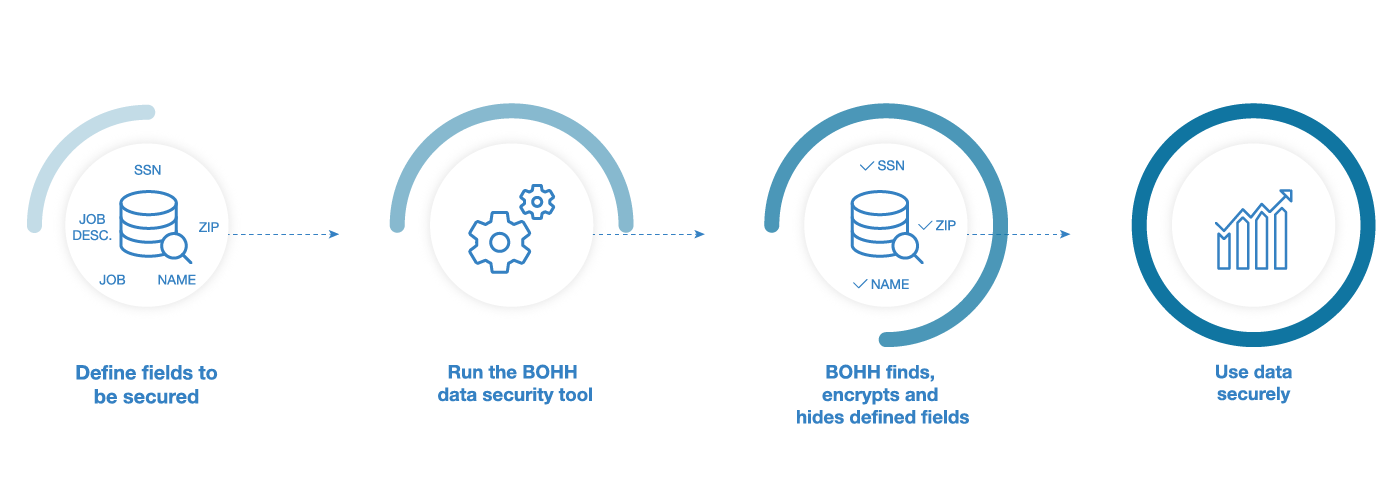 SSN
JOB
DESC.
ZIP
JOB
NAME
Define fields to
be secured
Run the BOHH
data security tool
SSN
ZIP
NAME
BOHH finds,
encrypts and
hides defined fields
Use data
securely